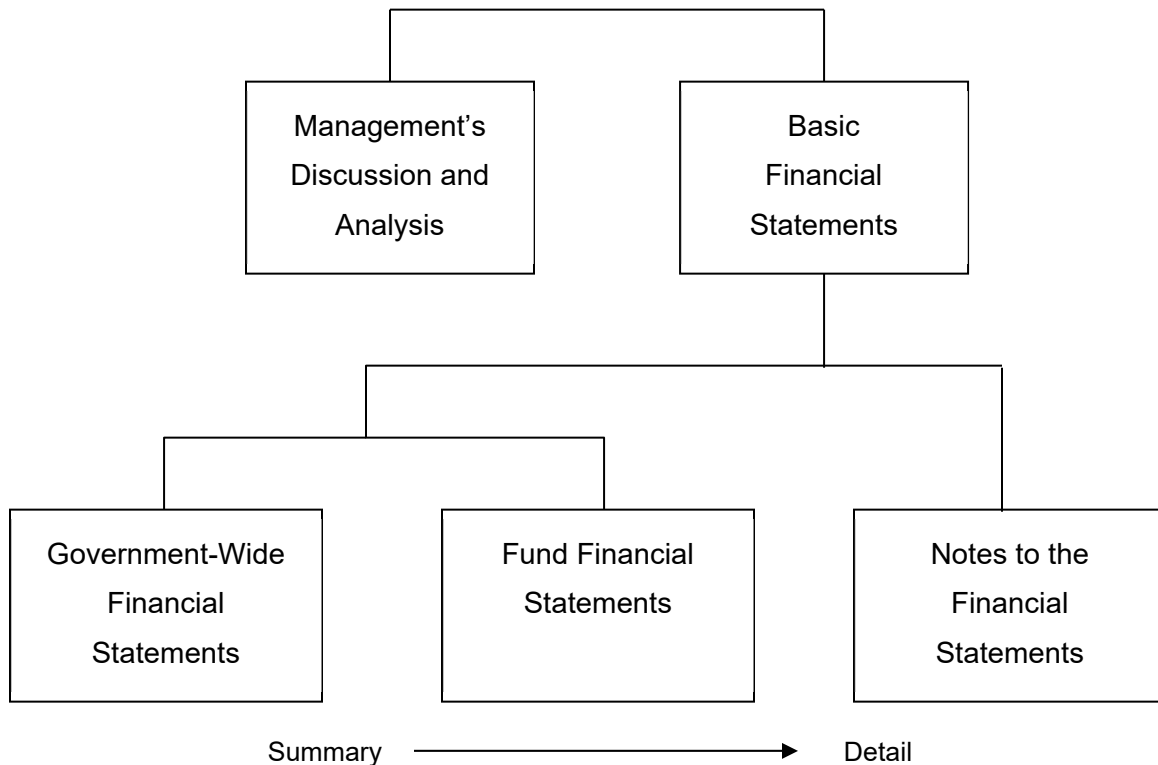 Management’s
Discussion and
Analysis
Basic
Financial
Statements
Government-Wide
Financial
Statements
Fund Financial
Statements
Notes to the
Financial
Statements
Summary
Detail